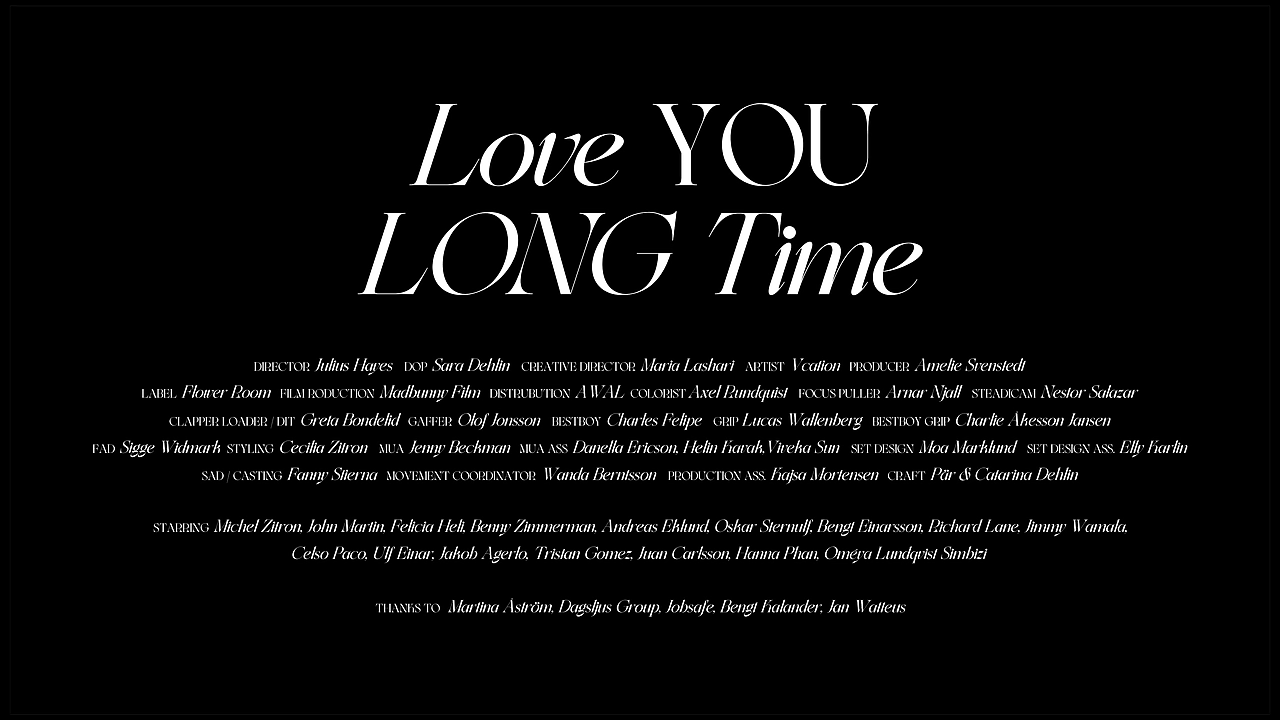 Love YOU
LONG Time
DIRECTOR Julius Hayes DOP Sara Dehlin CREATIVE DIRECTOR Maria Lashari ARTIST Vcation PRODUCER Amelie Srenstedt
LABEL Flower Room FILM RODUCTION Madbunny Film DISTRUBUTION AWAL COLORIST Axel Rundquist FOCUS PULLER Arnar Njall STEADICAM Nestor Salazar
CLAPPER LOADER / DIT Greta Bondelid GAFFER Olof Jonsson BESTBOY Charles Felipe GRIP Lucas Wallenberg BESTBOY GRIP Charlie Åkesson Jansen
FAD Sigge Widmark STYLING Cecilia Zitron MUA Jenny Beckman MUA ASS Danella Ericson, Helin Karak,Viveka Sun SET DESIGN Moa Marklund SET DESIGN ASS. Elly Karlin
SAD / CASTING Fanny Stierna MOVEMENT COORDINATOR Wanda Berntsson PRODUCTION ASS. Kajsa Mortensen CRAFT Pär & Catarina Dehlin
STARRING Michel Zitron, John Martin, Felicia Heli, Benny Zimmerman, Andreas Eklund, Oskar Sternulf, Bengt Einarsson, Richard Lane, Jimmy Wamala,
Celso Paco, Ulf Einar, Jakob Agerlo, Tristan Gomez, Juan Carlsson, Hanna Phan, Oméya Lundqvist Simbizi
THANKS TO Martina Åström, Dagsljus Group, Jobsafe, Bengt Kalander, Jan Watteus